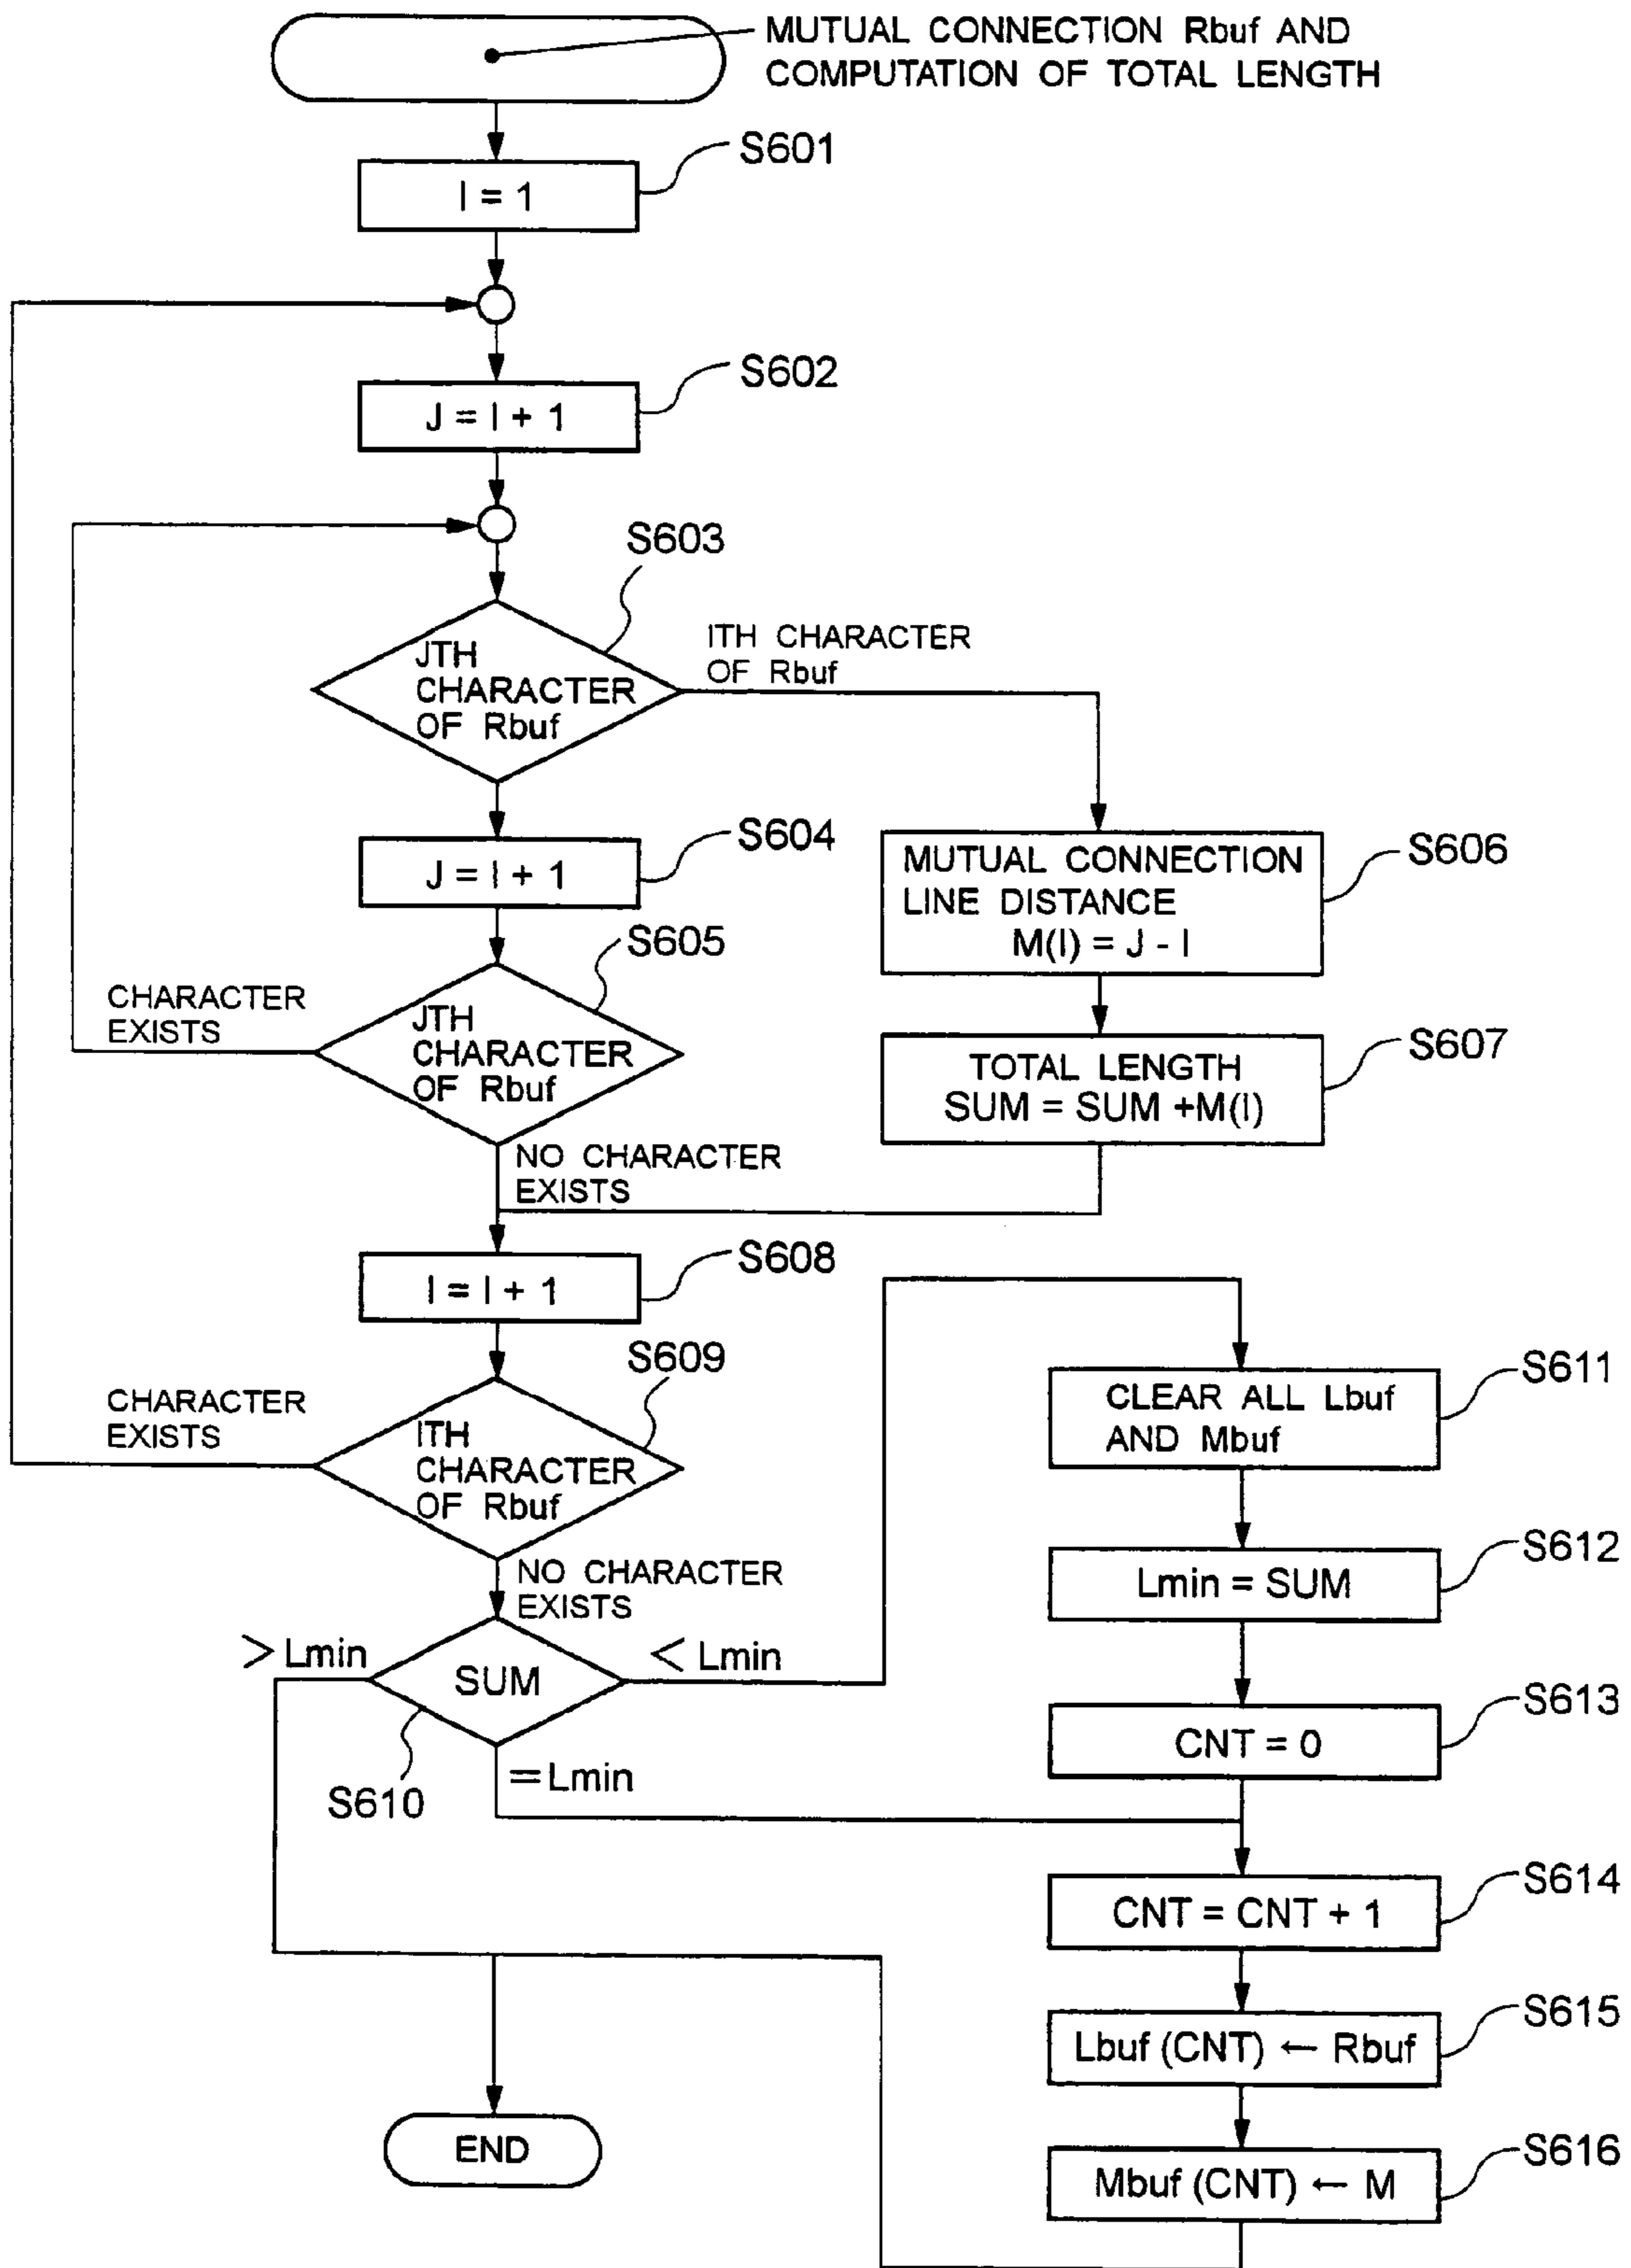 MUTUAL CONNECTION Rbuf AND
COMPUTATION OF TOTAL LENGTH
S601
I = 1
S602
J = I + 1
S603
JTH
CHARACTER
OF Rbuf
ITH CHARACTER
OF Rbuf
S604
J = I + 1
S606
MUTUAL CONNECTION
LINE DISTANCE
M(I) = J - I
S605
CHARACTER
EXISTS
JTH
CHARACTER
OF Rbuf
S607
TOTAL LENGTH
SUM = SUM +M(I)
NO CHARACTER
EXISTS
S608
I = I + 1
S609
CHARACTER
EXISTS
ITH
CHARACTER
OF Rbuf
S611
CLEAR ALL Lbuf
AND Mbuf
NO CHARACTER
EXISTS
S612
Lmin = SUM
> Lmin
SUM
< Lmin
S613
CNT = 0
= Lmin
S610
S614
CNT = CNT + 1
S615
Lbuf (CNT) ← Rbuf
END
S616
Mbuf (CNT) ← M